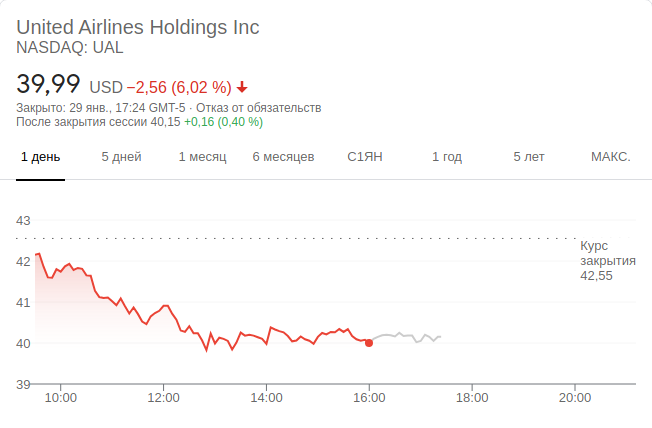 United Airlines Holdings Inc
NASDAQ: UAL
39,99 USD −2,56 (6,02 %)
Закрыто: 29 янв., 17:24 GMT-5 · Отказ от обязательств
После закрытия сессии 40,15 +0,16 (0,40 %)
1 день 5 дней 1 месяц 6 месяцев С1ЯН 1 год 5 лет МАКС.
43
Курс
закрытия
42,55
42
41
40
39
10:00 12:00 14:00 16:00 18:00 20:00